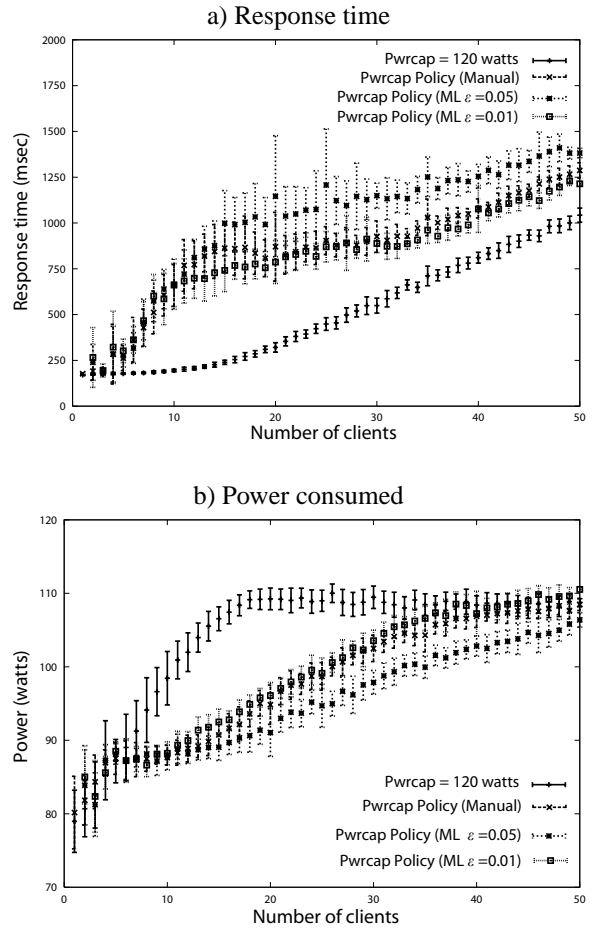 a) Response time
2000
1750
1500
1250
1000
750
500
250
0
Response time (msec)
Pwrcap = 120 watts
Pwrcap Policy (Manual)
Pwrcap Policy (ML ε =0.05)
Pwrcap Policy (ML ε =0.01)
0 10 20 30 40 50
Number of clients
b) Power consumed
120
110
100
90
80
70
Power (watts)
Pwrcap = 120 watts
Pwrcap Policy (Manual)
Pwrcap Policy (ML ε =0.05)
Pwrcap Policy (ML ε =0.01)
0 10 20 30 40 50
Number of clients